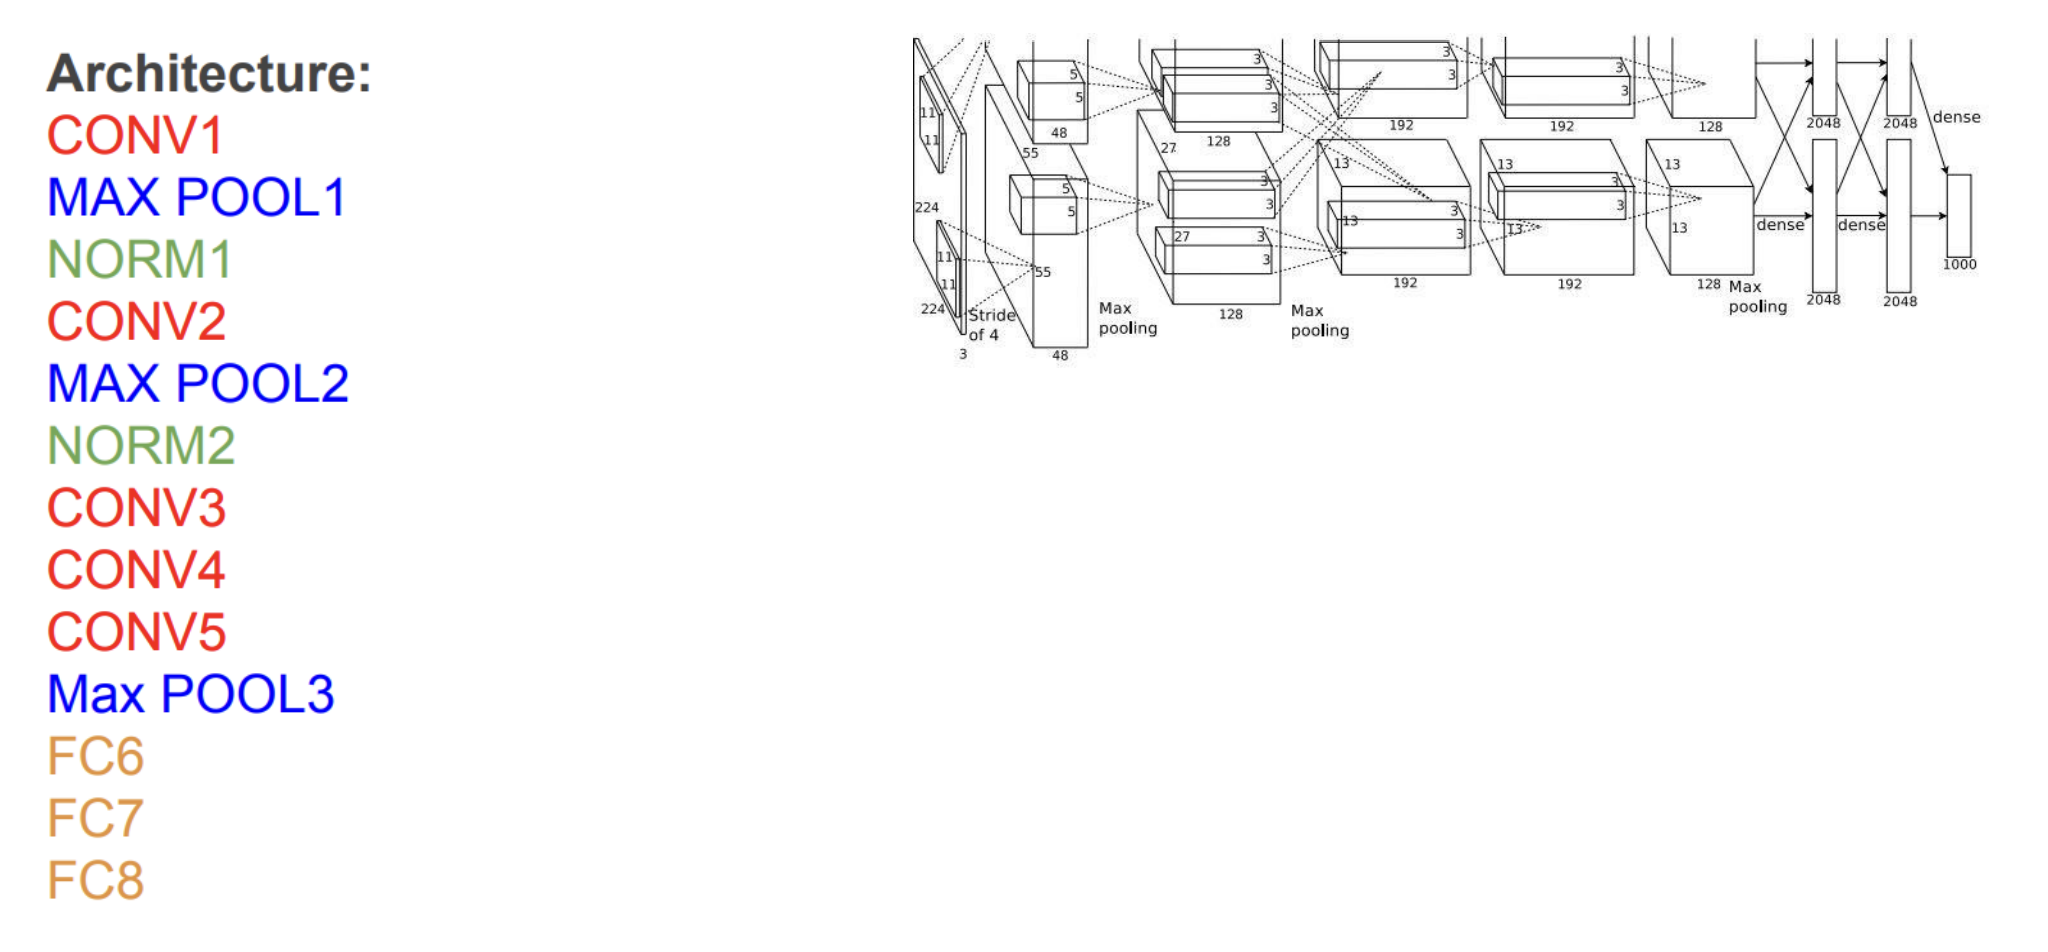 Architecture:
CONV1
MAX POOL1
NORM1
CONV2
MAX POOL2
NORM2
CONV3
CONV4
CONV5
Max POOL3
FC6
FC7
FC8
11
11
224
11
11
224
3
Stride
of 4
5
5
48
55
5
5
55
48
Max
pooling
3
3
3
3
128
27
3
3
27
3
3
128
Max
pooling
3
3
192
13
3
13
3
192
3
3
192
13
3
3
13
192
128
13
13
128
Max
pooling
2048
2048
dense
dense
dense
2048
2048
1000